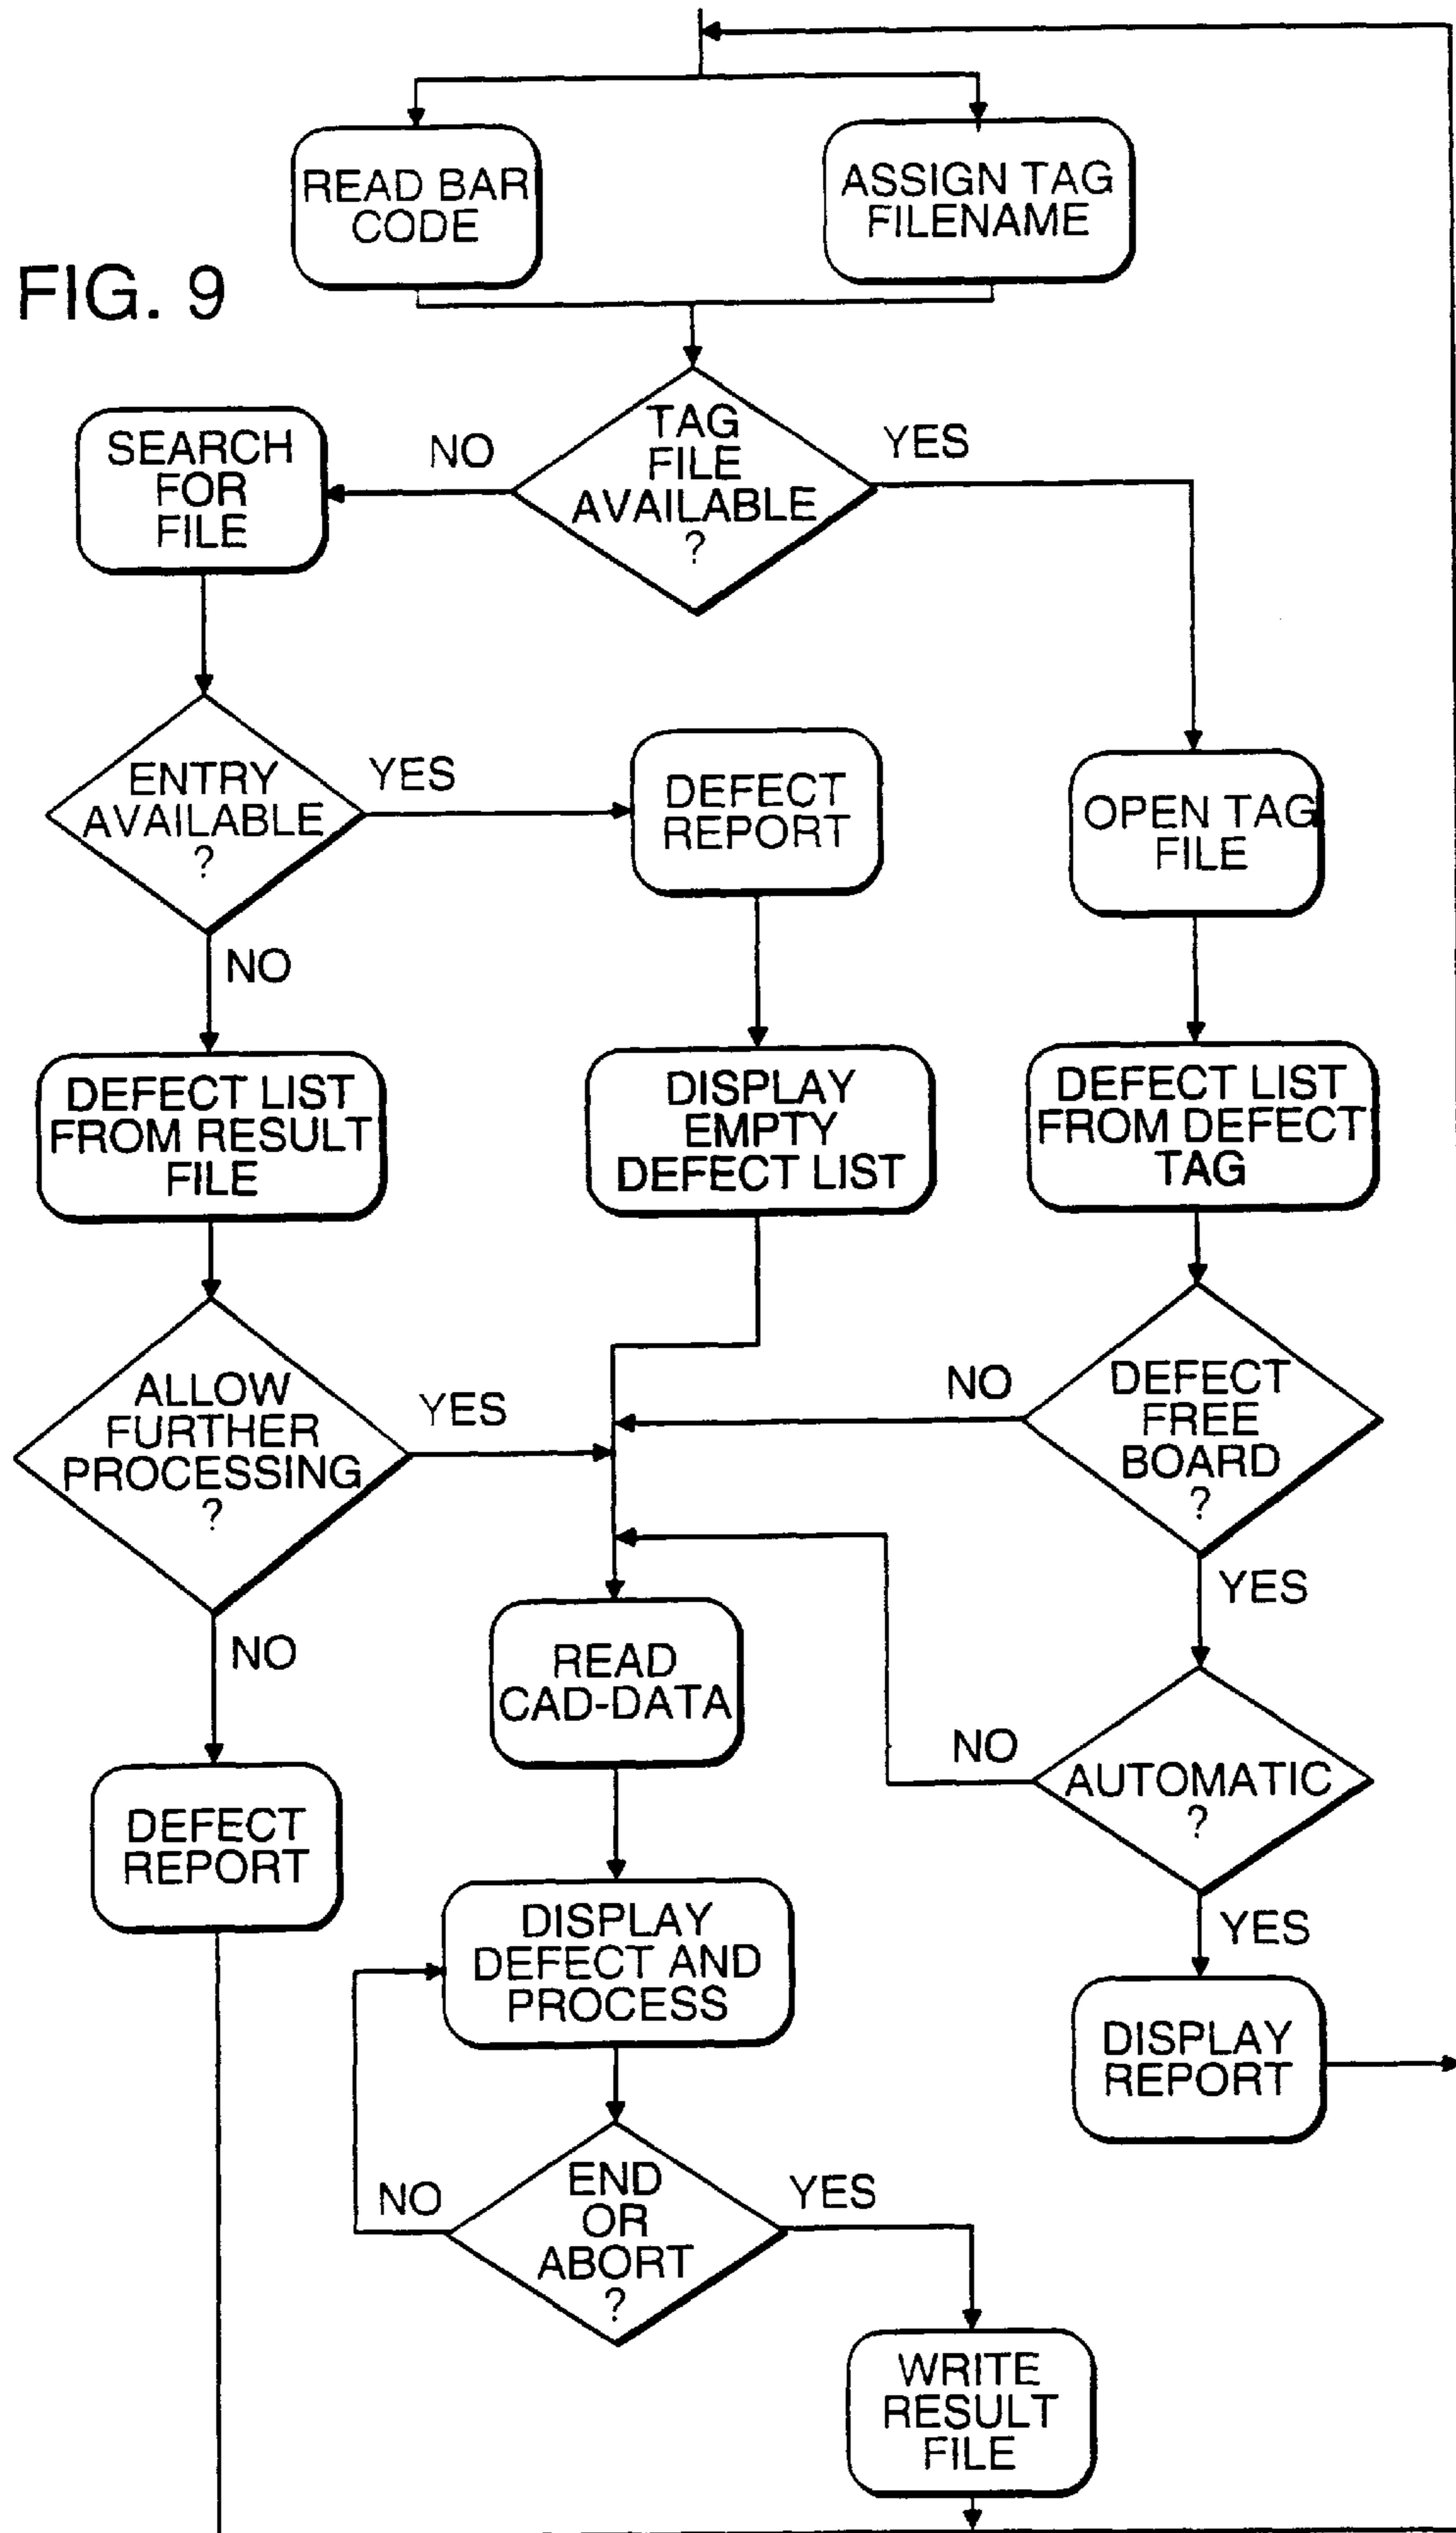 READ BAR
CODE
ASSIGN TAG
FILENAME
FIG. 9
SEARCH
FOR
FILE
NO
TAG
FILE
AVAILABLE
?
YES
ENTRY
AVAILABLE
?
YES
NO
DEFECT
REPORT
OPEN TAG
FILE
DEFECT LIST
FROM RESULT
FILE
DISPLAY
EMPTY
DEFECT LIST
DEFECT LIST
FROM DEFECT
TAG
ALLOW
FURTHER
PROCESSING
?
YES
NO
NO
DEFECT
FREE
BOARD
?
YES
READ
CAD-DATA
NO
AUTOMATIC
?
YES
DEFECT
REPORT
DISPLAY
DEFECT AND
PROCESS
DISPLAY
REPORT
NO
END
OR
ABORT
?
YES
WRITE
RESULT
FILE